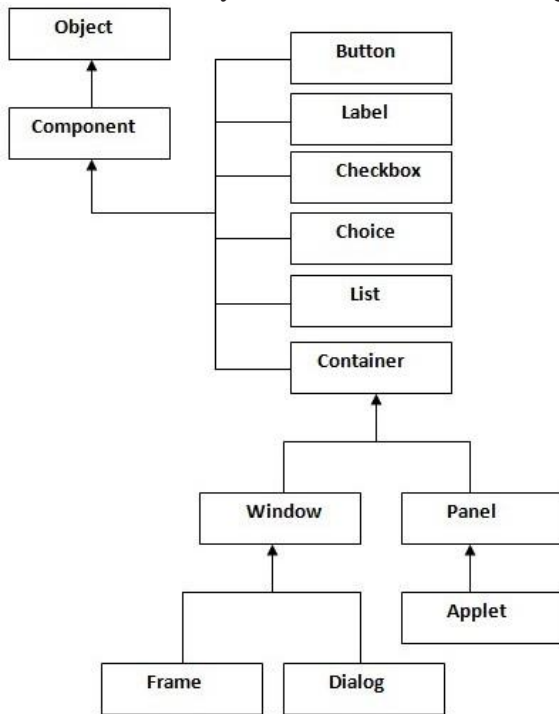 Object
Button
Component
Label
Checkbox
Choice
List
Container
Window
Panel
Applet
Frame
Dialog